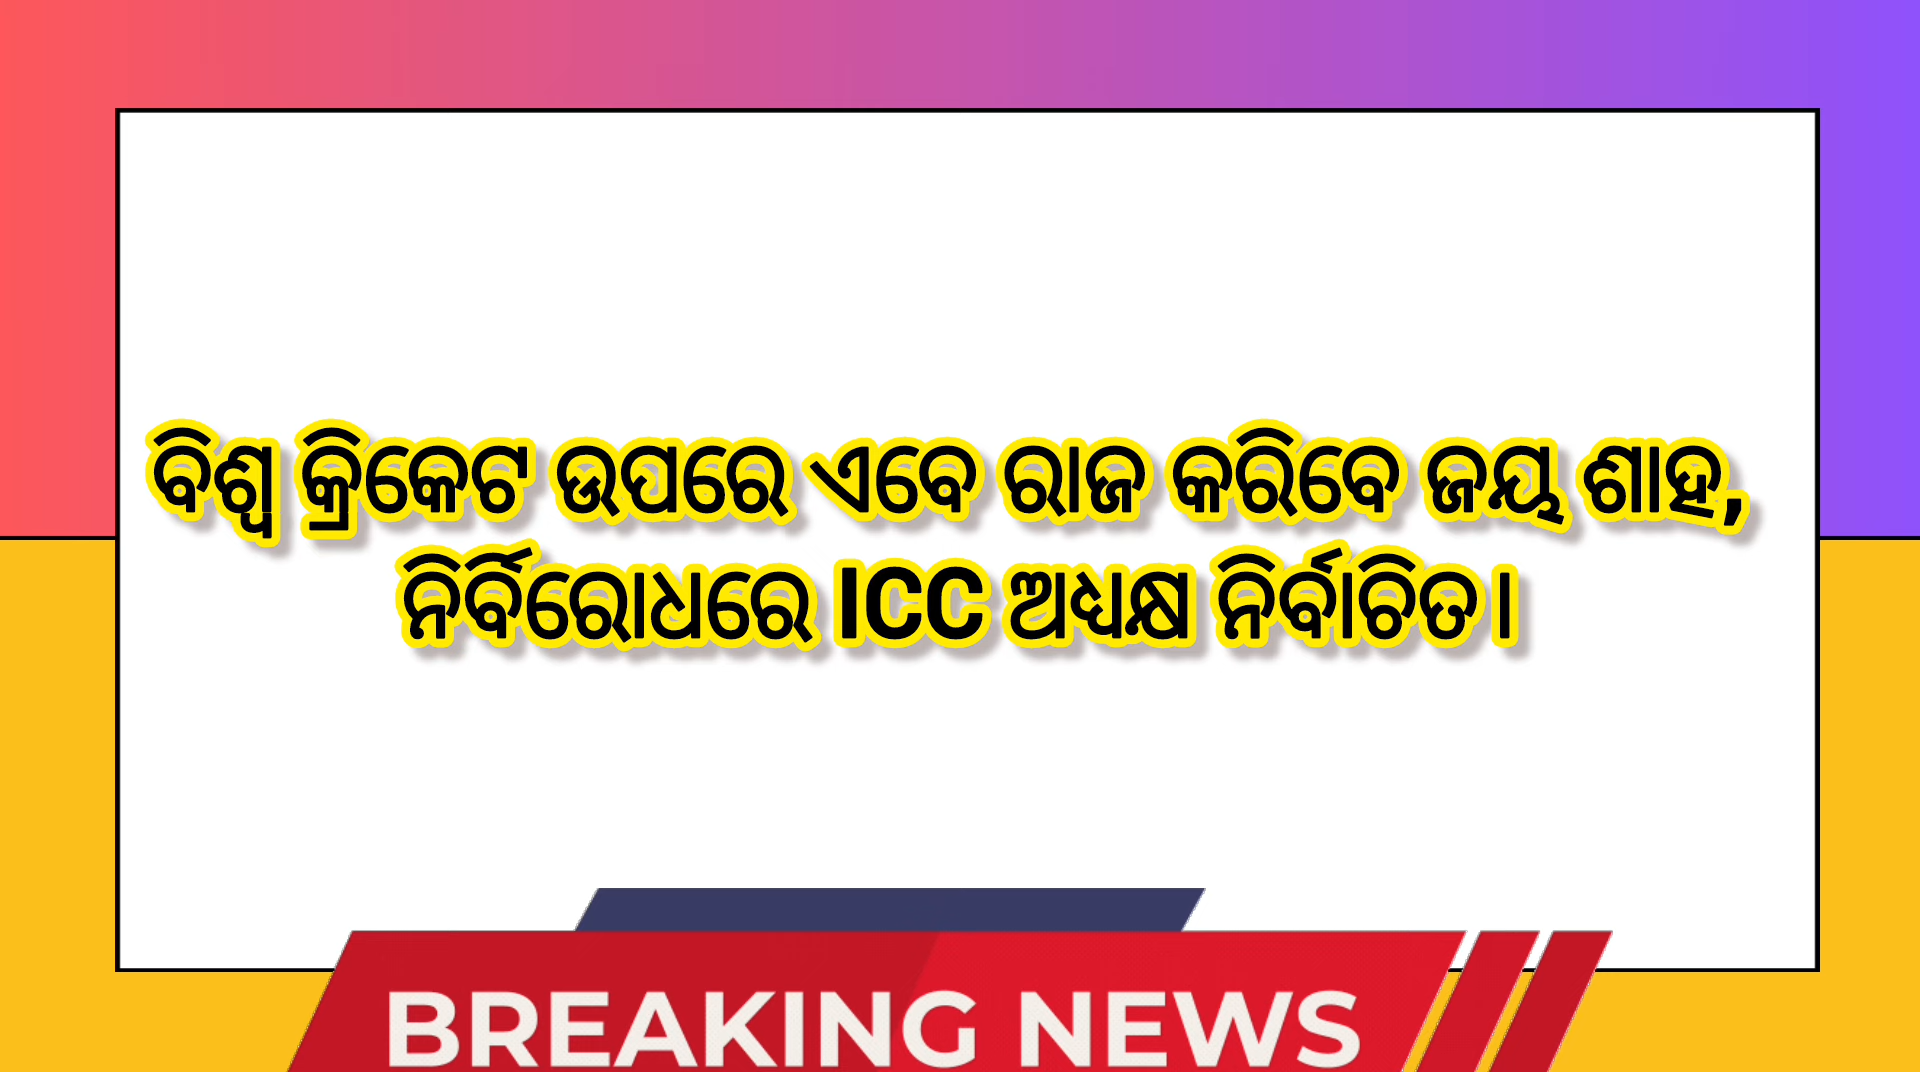 ବିଶ୍ୱ କ୍ରିକେଟ ଉପରେ ଏବେ ରାଜ କରିବେ ଜୟ ଶାହ,
ନିର୍ବିରୋଧରେ ICC ଅଧ୍ୟକ୍ଷ ନିର୍ବାଚିତ।
BREAKING NEWS